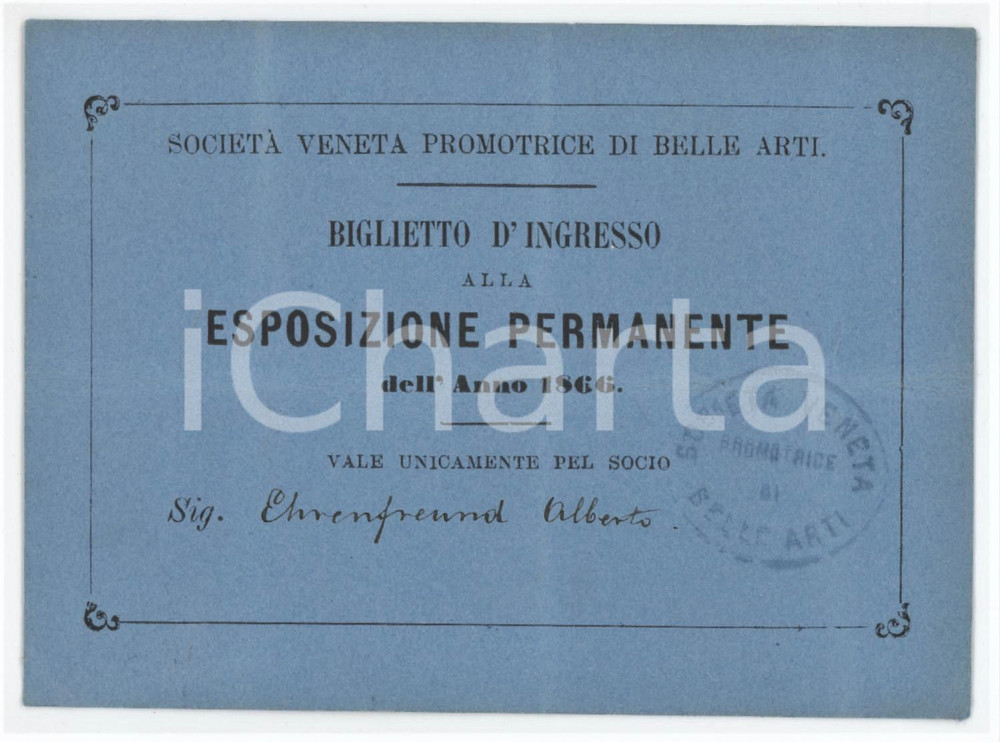 SOCIETÀ VENETA PROMOTRICE DI BELLE ARTI.
BIGLIETTO D'INGRESSO
ALLA
ESPOSIZIONE PERMANENTE
dell' Anno 1866.
VALE UNICAMENTE PEL SOCIO
Sig. Ehrenfreund Alberto.
VENETA
PROMOTRICE
DI
BELLE ARTI
iCharta